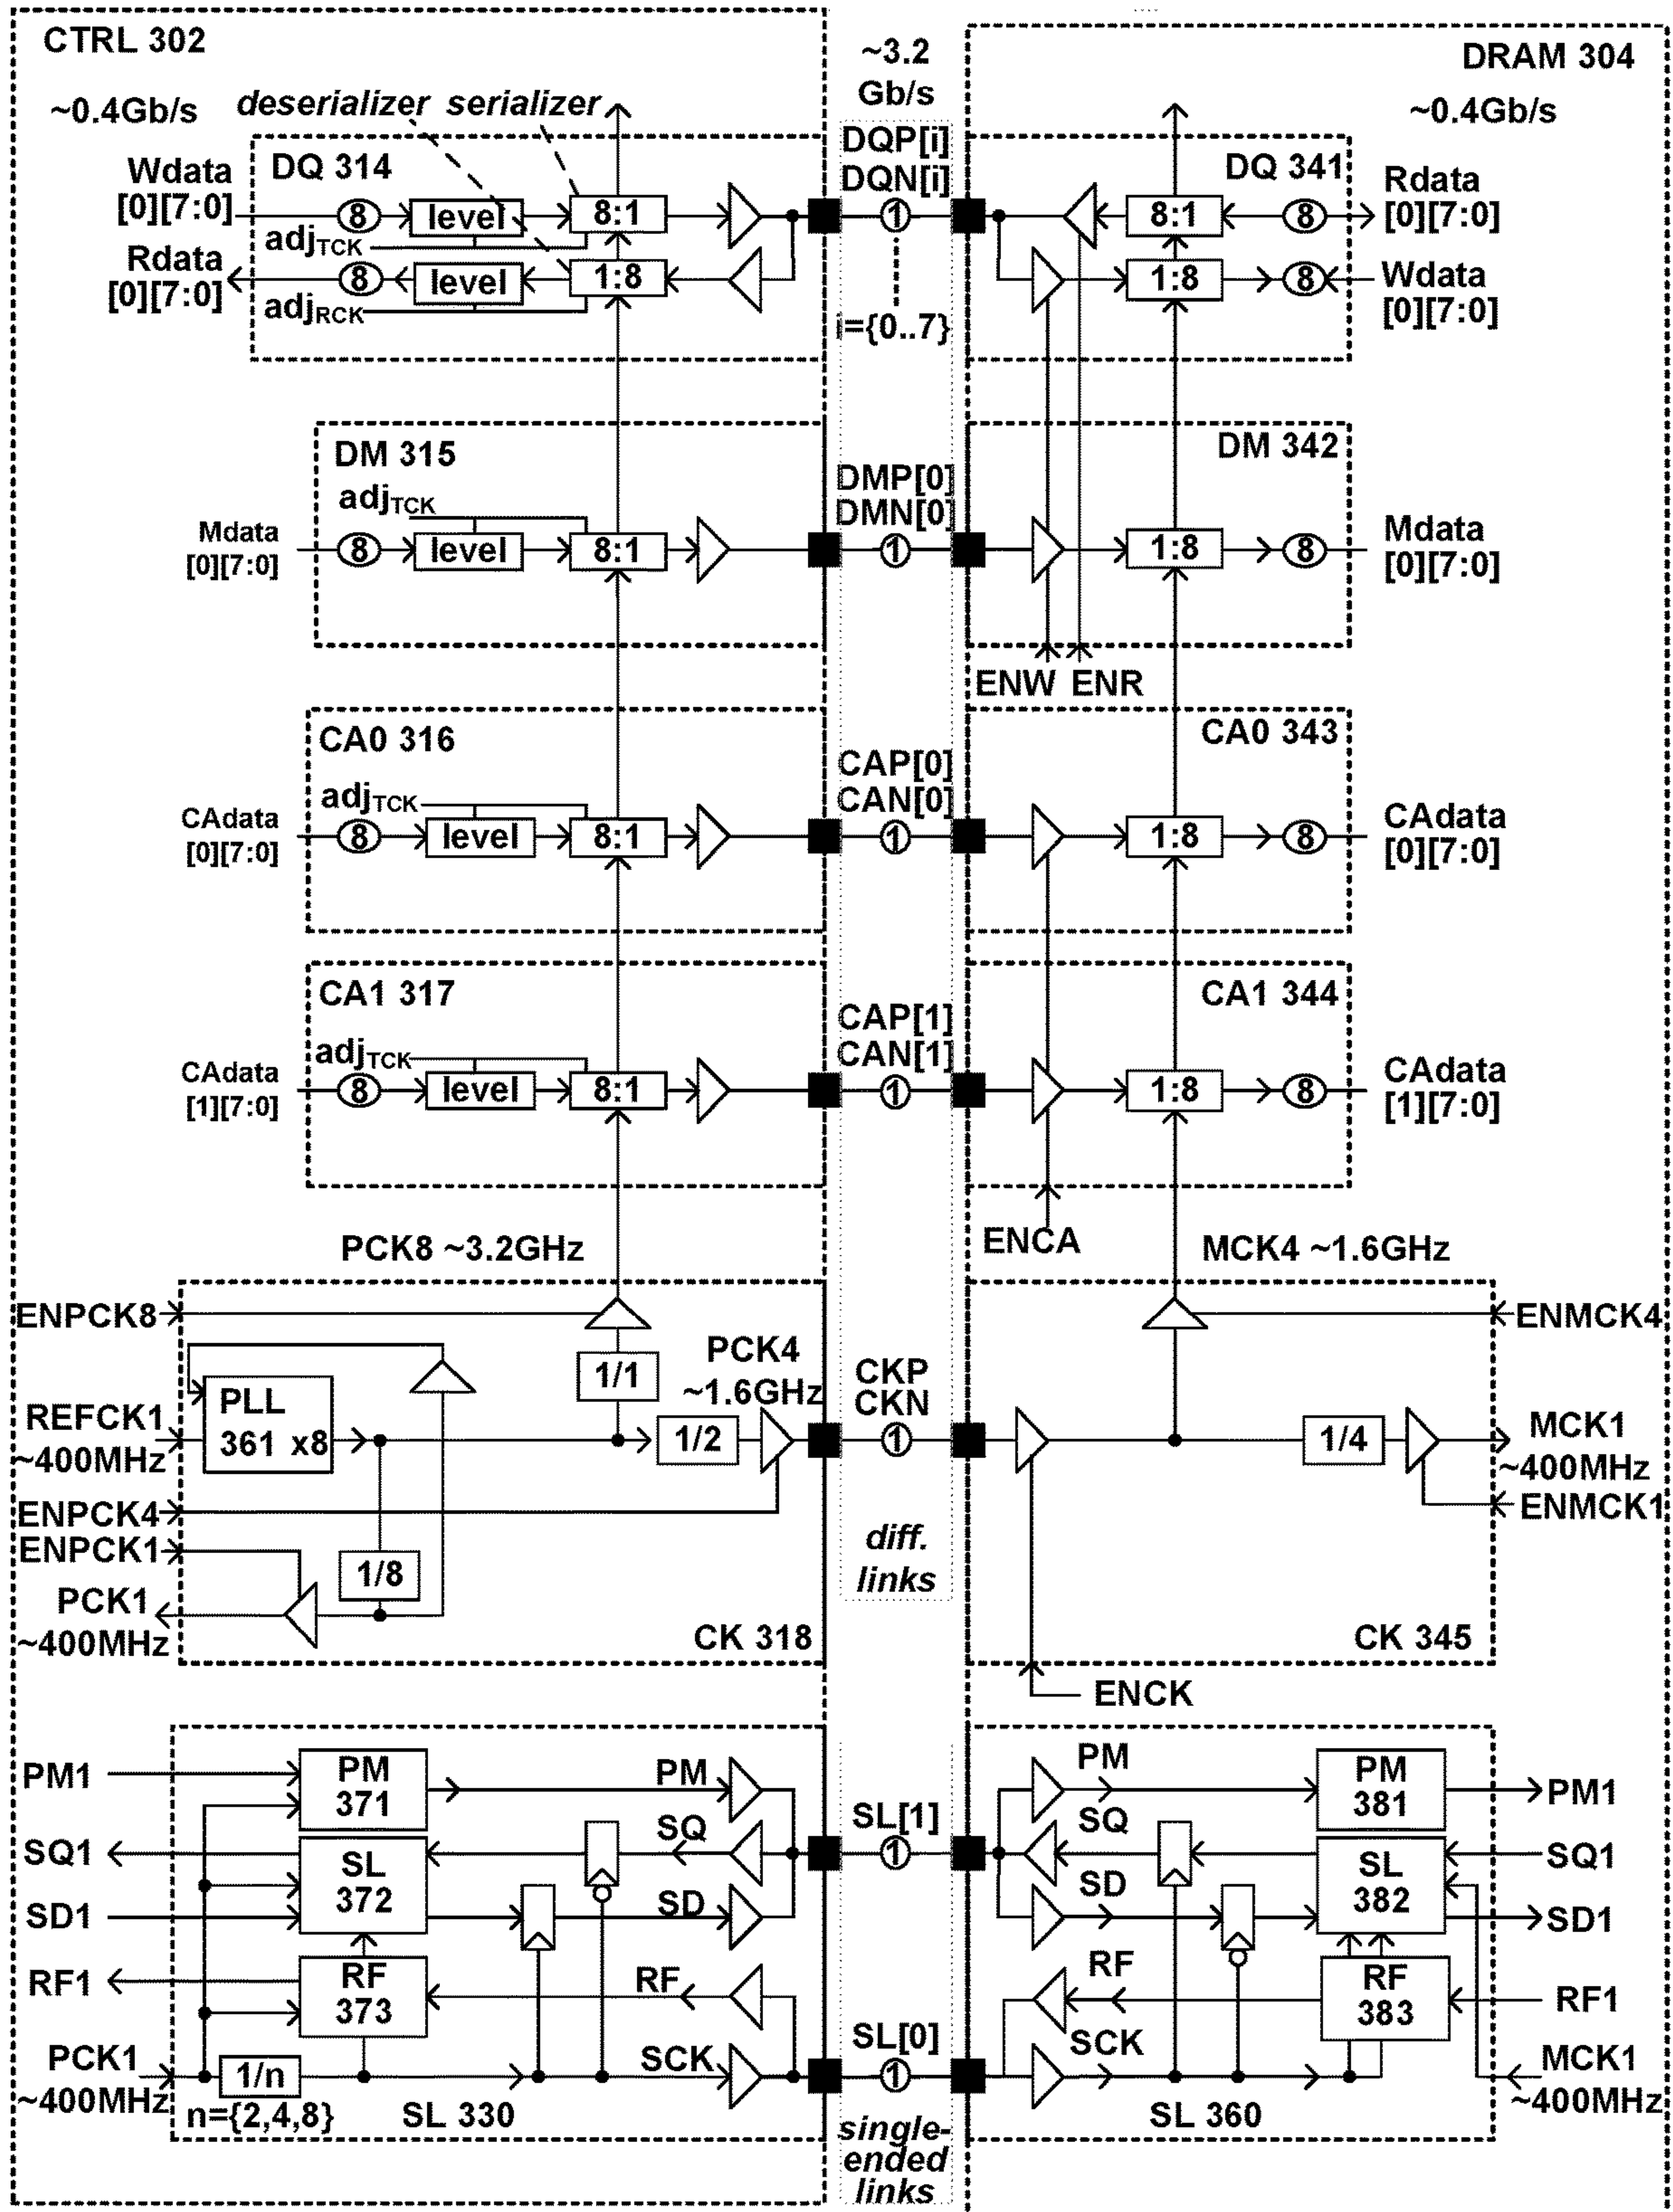 CTRL 302
~3.2
Gb/s
DRAM 304
~0.4Gb/s
deserializer serializer
~0.4Gb/s
Wdata
[0][7:0]
DQ 314
8
level
8:1
adjTCK
Rdata
[0][7:0]
8
level
1:8
adjRCK
DQP[i]
DQN[i]
1
i={0..7}
DQ 341
8:1
8
Rdata
[0][7:0]
1:8
8
Wdata
[0][7:0]
DM 315
adjTCK
Mdata
[0][7:0]
8
level
8:1
DMP[0]
DMN[0]
1
DM 342
1:8
8
Mdata
[0][7:0]
ENW ENR
CA0 316
adjTCK
CAdata
[0][7:0]
8
level
8:1
CAP[0]
CAN[0]
1
CA0 343
1:8
8
CAdata
[0][7:0]
CA1 317
adjTCK
CAdata
[1][7:0]
8
level
8:1
CAP[1]
CAN[1]
1
CA1 344
1:8
8
CAdata
[1][7:0]
ENCA
PCK8 ~3.2GHz
MCK4 ~1.6GHz
ENPCK8
ENMCK4
1/1
PCK4
~1.6GHz
REFCK1
~400MHz
PLL
361 x8
1/2
CKP
CKN
1
1/4
MCK1
~400MHz
ENMCK1
ENPCK4
ENPCK1
1/8
PCK1
~400MHz
diff.
links
CK 318
CK 345
ENCK
PM1
PM
371
PM
SQ1
SL
372
SQ
SD1
SD
RF1
RF
373
RF
PCK1
~400MHz
1/n
n={2,4,8}
SCK
SL 330
SL[1]
1
SL[0]
1
single-
ended
links
PM
PM
381
PM1
SQ
SL
382
SQ1
SD
SD1
RF
RF
383
RF1
SCK
MCK1
~400MHz
SL 360